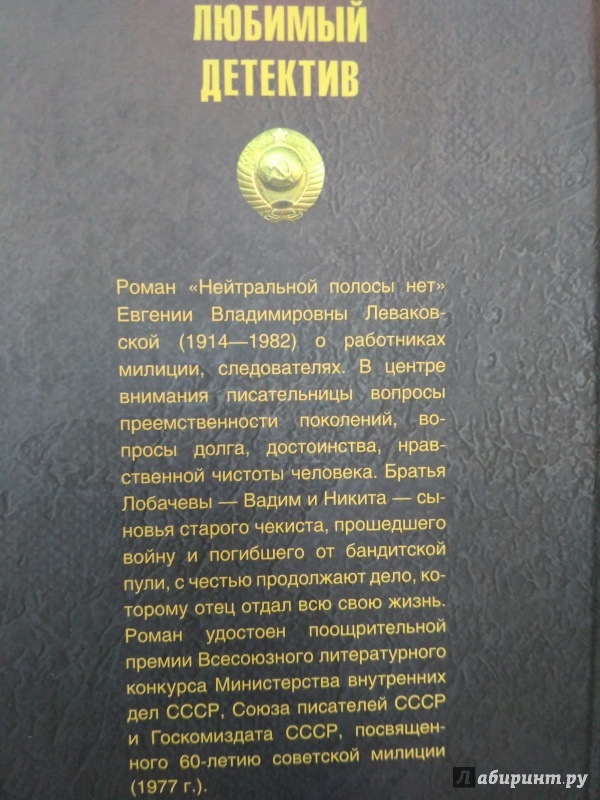 ЛЮБИМЫЙ
ДЕТЕКТИВ
Роман «Нейтральной полосы нет»
Евгении Владимировны Леваков-
ской (1914—1982) о работниках
милиции, следователях. В центре
внимания писательницы вопросы
преемственности поколений, во-
просы долга, достоинства, нрав-
ственной чистоты человека. Братья
Лобачевы — Вадим и Никита — сы-
новья старого чекиста, прошедшего
войну и погибшего от бандитской
пули, с честью продолжают дело, ко-
торому отец отдал всю свою жизнь.
Роман удостоен поощрительной
премии Всесоюзного литературного
конкурса Министерства внутренних
дел СССР, Союза писателей СССР
и Госкомиздата СССР, посвящен-
ного 60-летию советской милиции
(1977 г.).
Лабиринт.ру